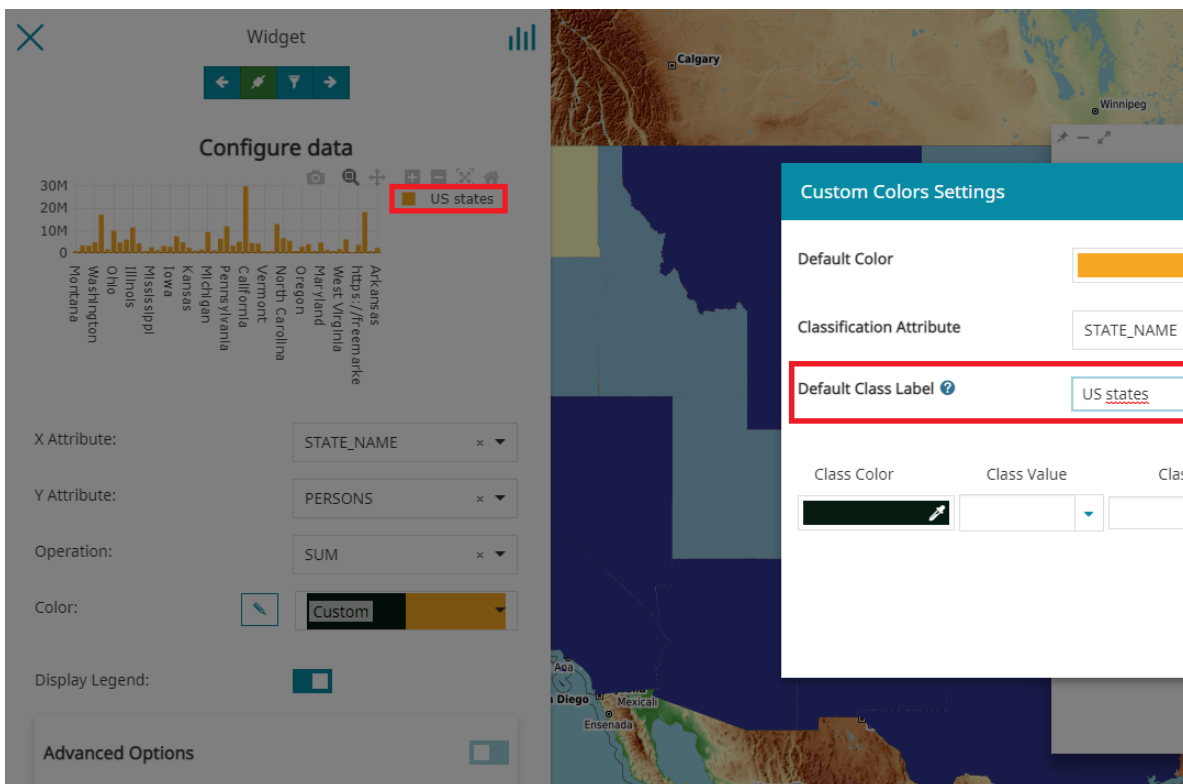 Widget
Configure data
30M
20M
10M
0
US states
Montana
Washington
Ohio
Illinois
Mississippi
Iowa
Kansas
Michigan
Pennsylvania
California
Vermont
North Carolina
Oregon
Maryland
West Virginia
https://freemarke
Arkansas
X Attribute:
STATE_NAME
Y Attribute:
PERSONS
Operation:
SUM
Color:
Custom
Display Legend:
Advanced Options
Calgary
Winnipeg
Custom Colors Settings
Default Color
Classification Attribute
STATE_NAME
Default Class Label
US states
Class Color Class Value Clas
Diego
Mexicali
Ensenada